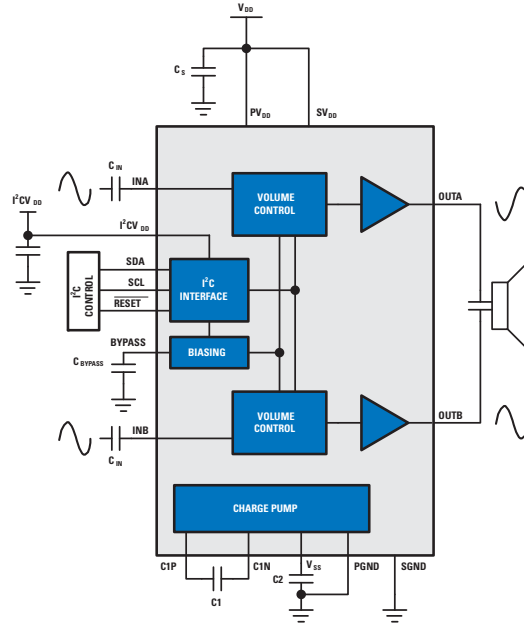 VDD
CS
PVDD
SVDD
CIN
INA
VOLUME
CONTROL
OUTA
I²CVDD
I²CVDD
SDA
SCL
RESET
I²C
CONTROL
I²C
INTERFACE
BYPASS
BIASING
CBYPASS
VOLUME
CONTROL
OUTB
INB
CIN
CHARGE PUMP
C1P
C1N
VSS
PGND
SGND
C2
C1